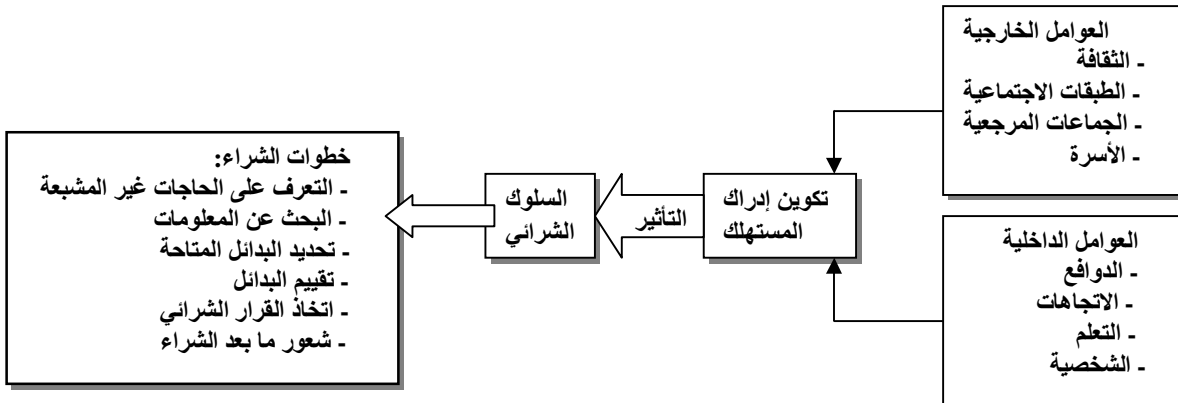 العوامل الخارجية
- الثقافة
- الطبقات الاجتماعية
- الجماعات المرجعية
- الأسرة
العوامل الداخلية
- الدوافع
- الاتجاهات
- التعلم
- الشخصية
تكوين إدراك
المستهلك
التأثير
السلوك
الشرائي
خطوات الشراء:
- التعرف على الحاجات غير المشبعة
- البحث عن المعلومات
- تحديد البدائل المتاحة
- تقييم البدائل
- اتخاذ القرار الشرائي
- شعور ما بعد الشراء